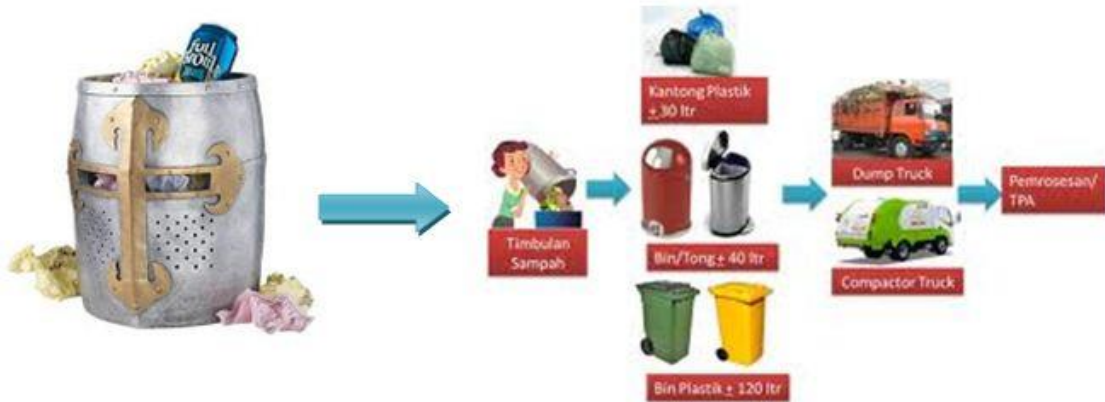 Timbulan
Sampah
Kantong Plastik
± 30 ltr
Bin/Tong ± 40 ltr
Bin Plastik ± 120 ltr
Dump Truck
Compactor Truck
Pemrosesan/
TPA